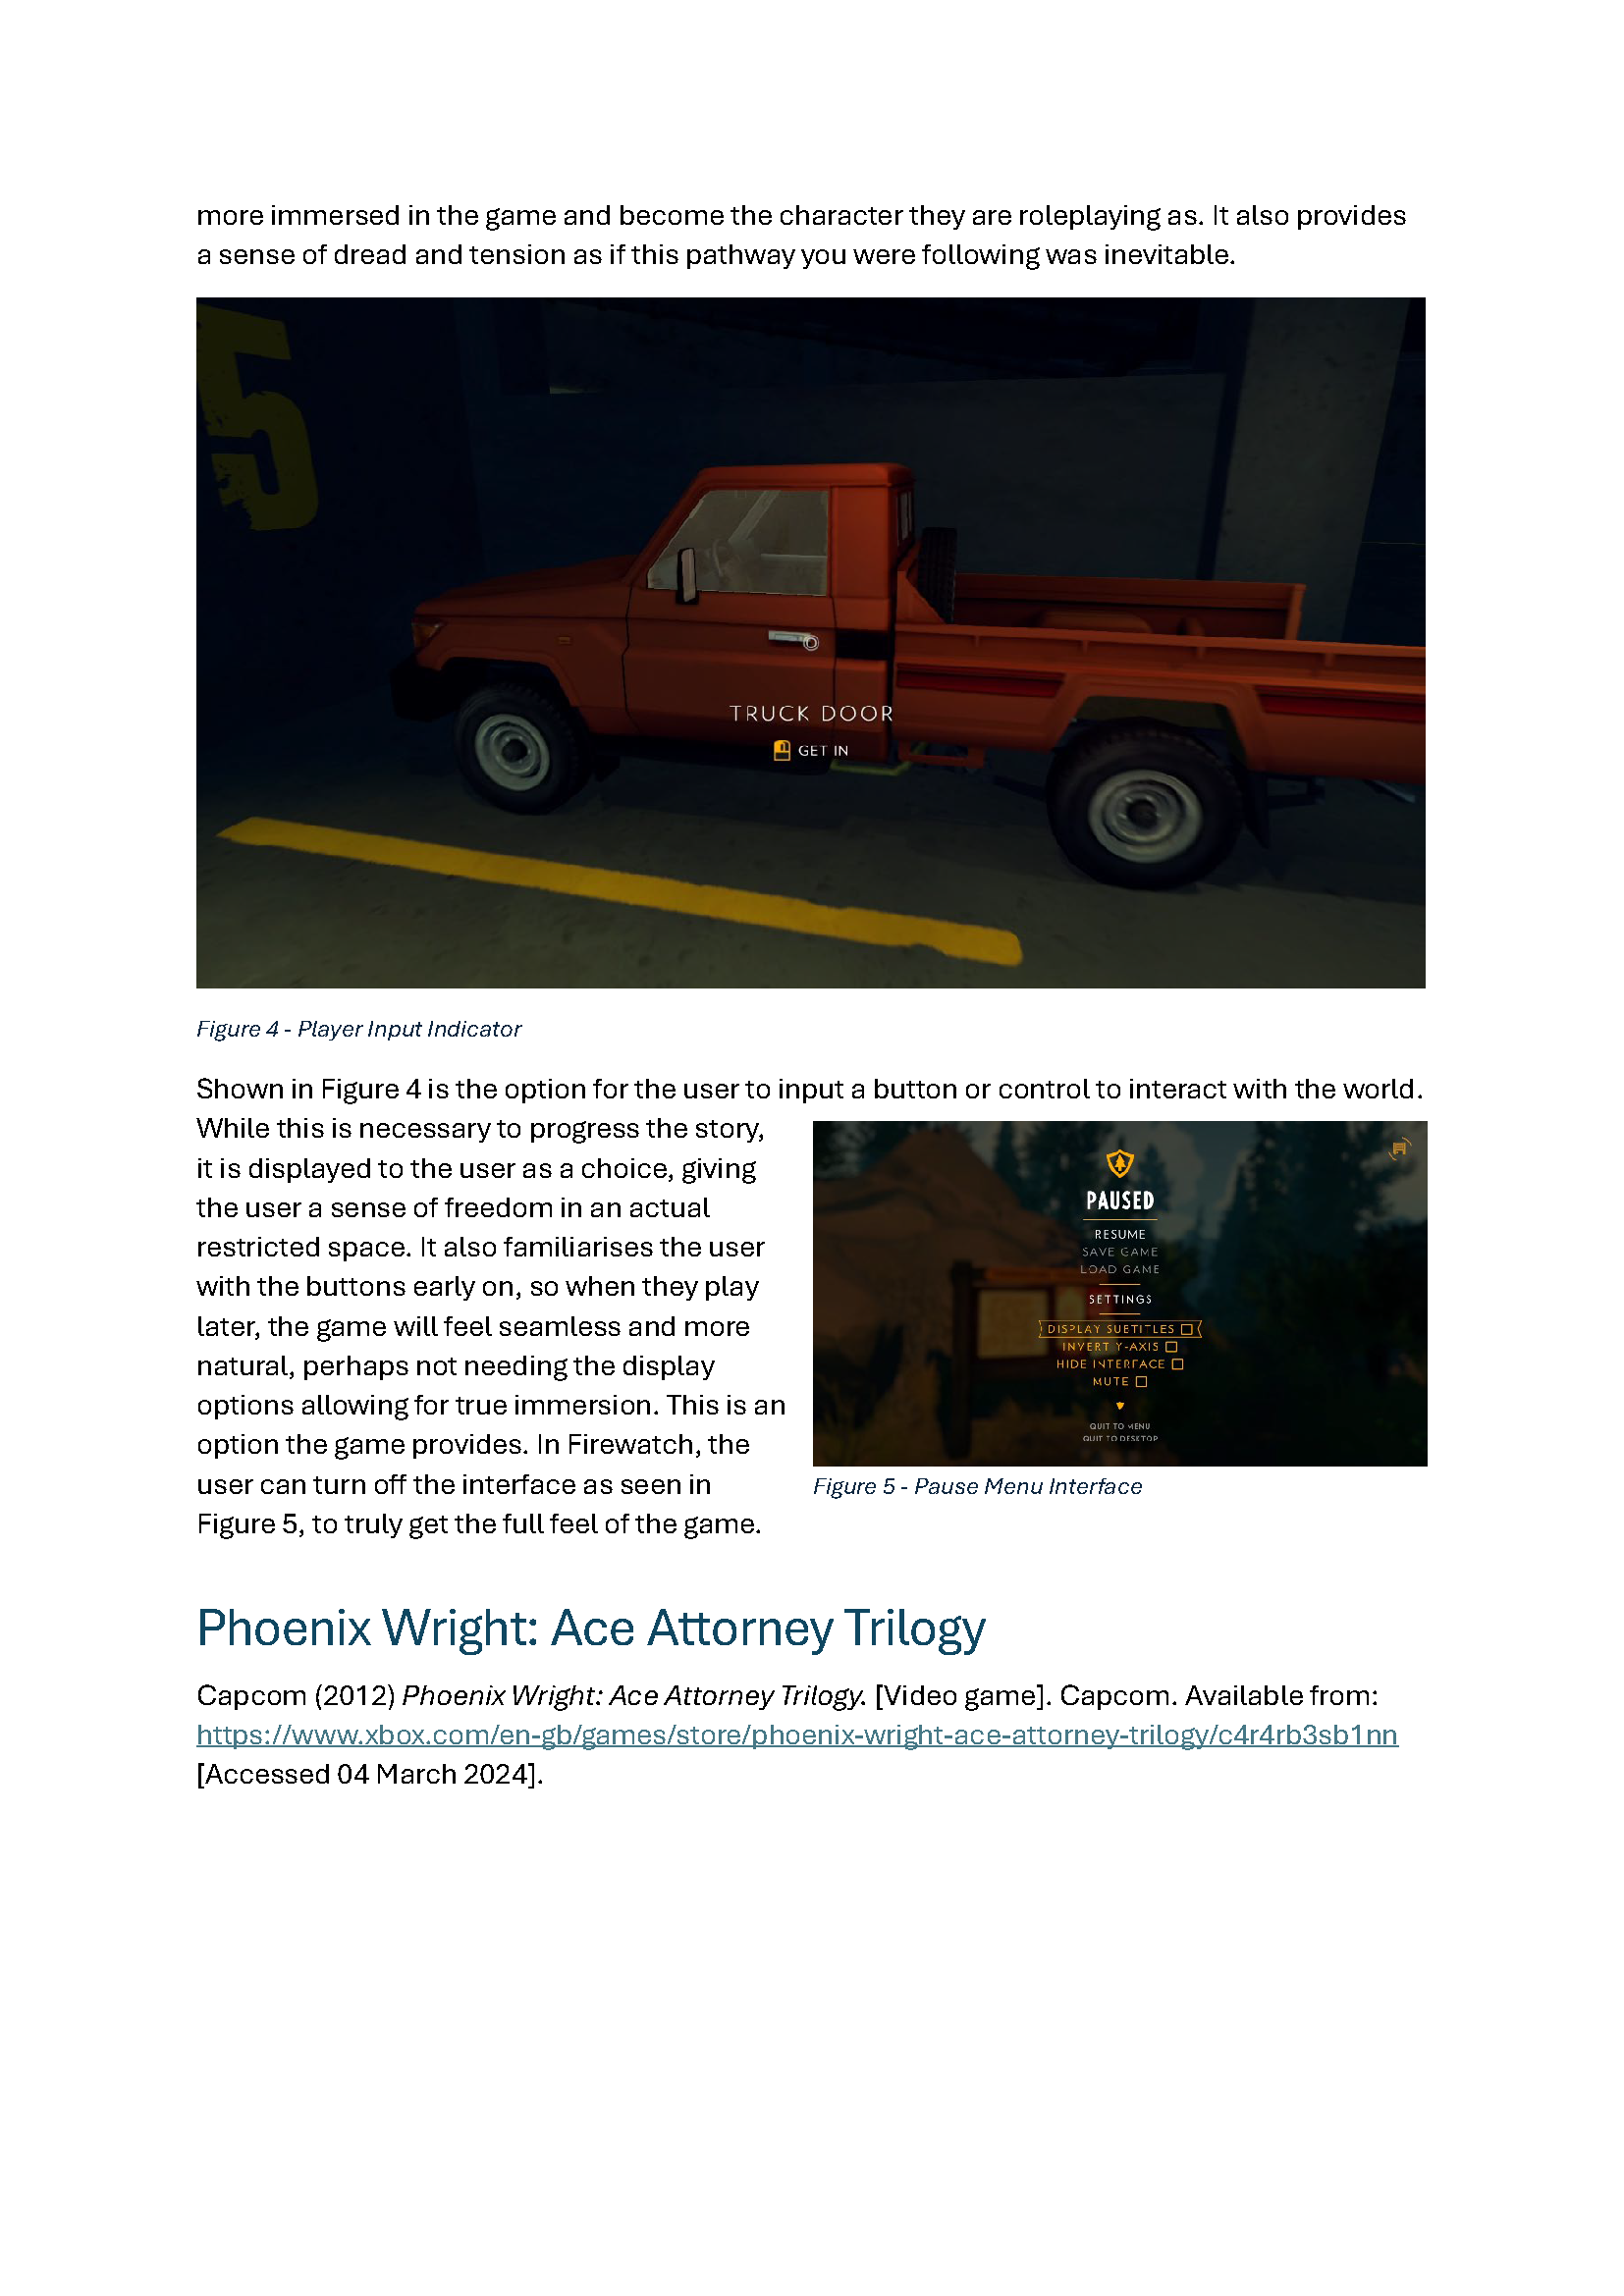 more immersed in the game and become the character they are roleplaying as. It also provides
a sense of dread and tension as if this pathway you were following was inevitable.
5
TRUCK DOOR
GET IN
Figure 4 - Player Input Indicator
Shown in Figure 4 is the option for the user to input a button or control to interact with the world.
While this is necessary to progress the story,
it is displayed to the user as a choice, giving
the user a sense of freedom in an actual
restricted space. It also familiarises the user
with the buttons early on, so when they play
later, the game will feel seamless and more
natural, perhaps not needing the display
options allowing for true immersion. This is an
option the game provides. In Firewatch, the
user can turn off the interface as seen in
Figure 5, to truly get the full feel of the game.
PAUSED
RESUME
SAVE GAME
LOAD GAME
SETTINGS
DISPLAY SUBTITLES
INVERT Y-AXIS
HIDE INTERFACE
MUTE
QUIT TO MENU
QUIT TO DESKTOP
Figure 5 - Pause Menu Interface
Phoenix Wright: Ace Attorney Trilogy
Capcom (2012) Phoenix Wright: Ace Attorney Trilogy. [Video game]. Capcom. Available from:
https://www.xbox.com/en-gb/games/store/phoenix-wright-ace-attorney-trilogy/c4r4rb3sb1nn
[Accessed 04 March 2024].